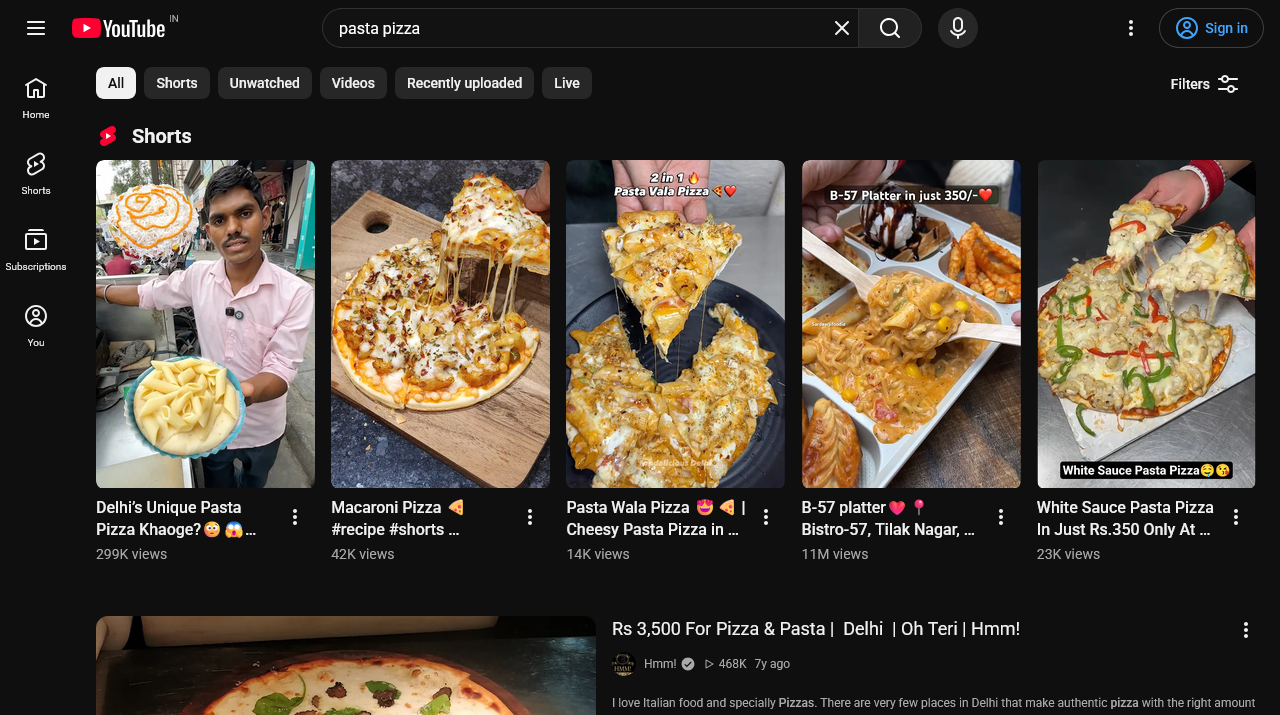 YouTube IN
pasta pizza
Sign in
All
Shorts
Unwatched
Videos
Recently uploaded
Live
Filters
Home
Shorts
Subscriptions
You
Shorts
2 in 1 🔥
Pasta Vala Pizza 🍕❤️
B-57 Platter in just 350/-❤️
White Sauce Pasta Pizza🤤😘
Delhi’s Unique Pasta
Pizza Khaoge?😳😱...
299K views
Macaroni Pizza 🍕
#recipe #shorts ...
42K views
Pasta Wala Pizza 🤩🍕 |
Cheesy Pasta Pizza in ...
14K views
B-57 platter💓📍
Bistro-57, Tilak Nagar, ...
11M views
White Sauce Pasta Pizza
In Just Rs.350 Only At ...
23K views
Rs 3,500 For Pizza & Pasta | Delhi | Oh Teri | Hmm!
Hmm! 468K 7y ago
I love Italian food and specially Pizzas. There are very few places in Delhi that make authentic pizza with the right amount